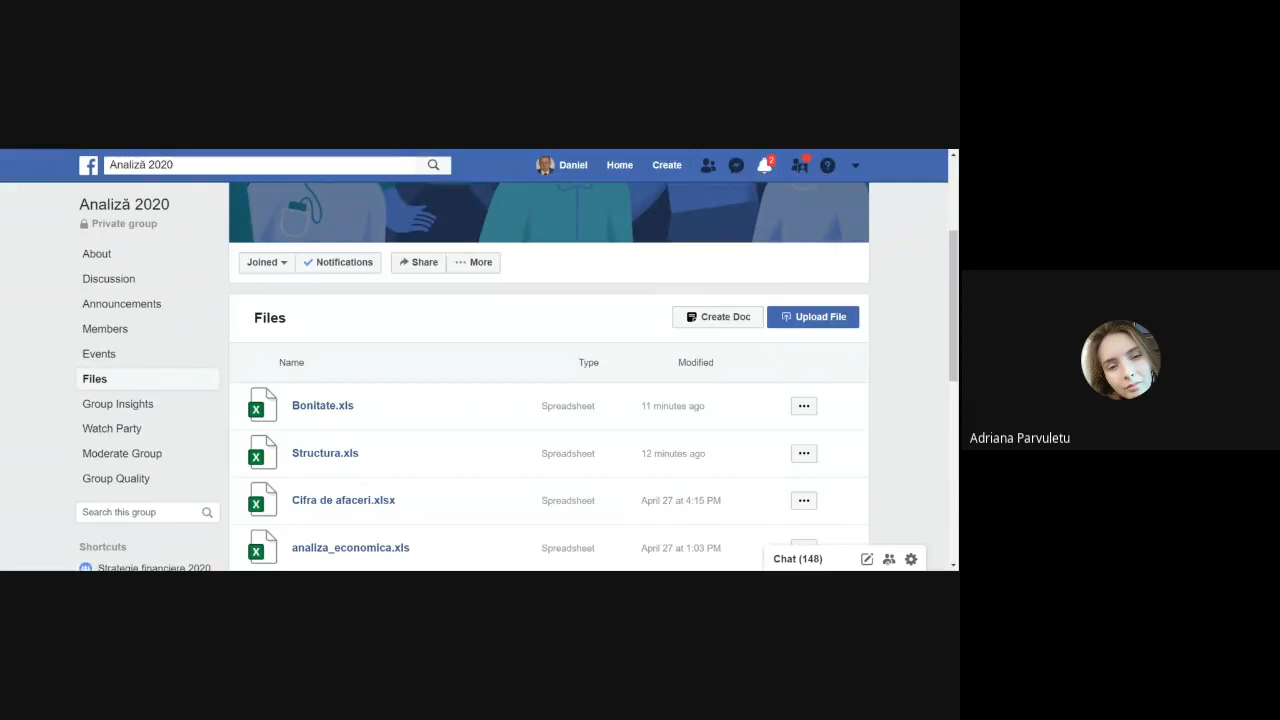 Analiză 2020
Daniel
Home
Create
2
Analiză 2020
Private group
About
Discussion
Announcements
Members
Events
Files
Group Insights
Watch Party
Moderate Group
Group Quality
Search this group
Shortcuts
Strategie financiere 2020
Joined
Notifications
Share
More
Files
Create Doc
Upload File
Name Type Modified
Bonitate.xls Spreadsheet 11 minutes ago
Structura.xls Spreadsheet 12 minutes ago
Cifra de afaceri.xlsx Spreadsheet April 27 at 4:15 PM
analiza_economica.xls Spreadsheet April 27 at 1:03 PM
Chat (148)
Adriana Parvuletu